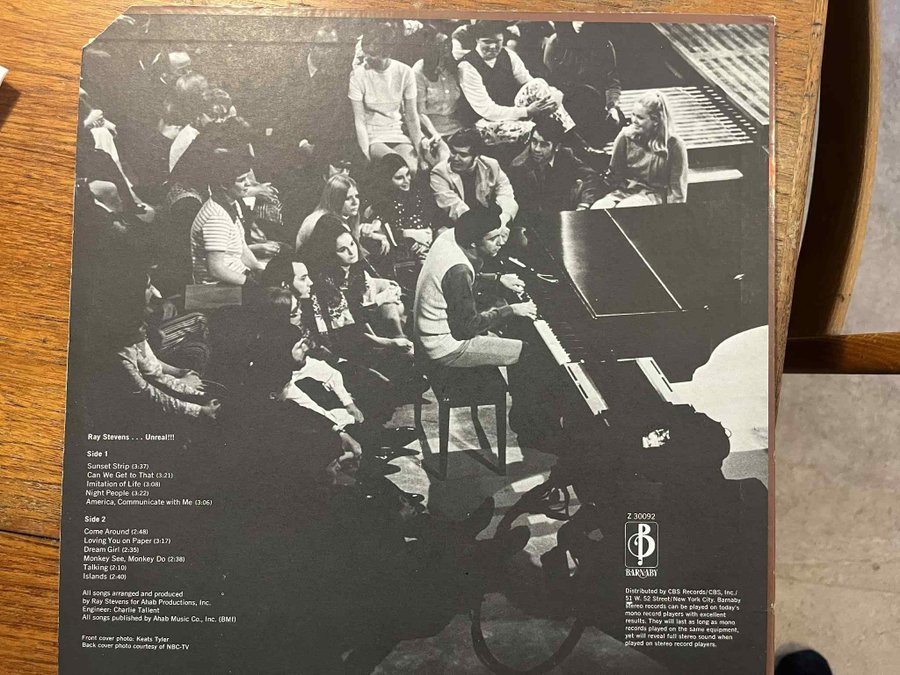 Ray Stevens . . . Unreal!!!
Side 1
Sunset Strip (3:37)
Can We Get to That (3:21)
Imitation of Life (3:08)
Night People (3:22)
America, Communicate with Me (3:06)
Side 2
Come Around (2:48)
Loving You on Paper (3:17)
Dream Girl (2:35)
Monkey See, Monkey Do (2:38)
Talking (2:10)
Islands (2:40)
All songs arranged and produced
by Ray Stevens for Ahab Productions, Inc.
Engineer: Charlie Tallent
All songs published by Ahab Music Co., Inc. (BMI)
Front cover photo: Keats Tyler
Back cover photo courtesy of NBC-TV
Z 30092
B
BARNABY
Distributed by CBS Records/CBS, Inc./
51 W. 52 Street/New York City. Barnaby
stereo records can be played on today's
mono record players with excellent
results. They will last as long as mono
records played on the same equipment,
yet will reveal full stereo sound when
played on stereo record players.